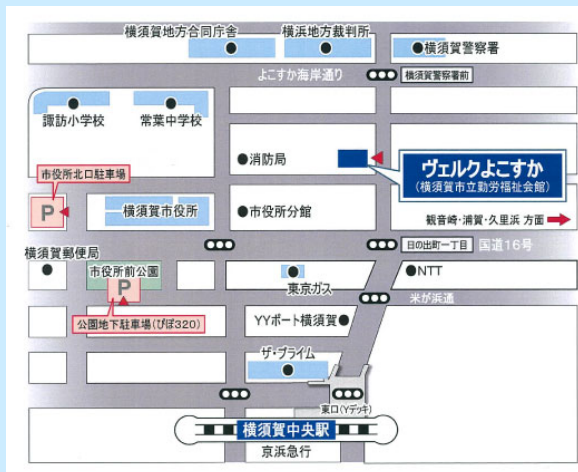 横須賀地方合同庁舎
横浜地方裁判所
横須賀警察署
よこすか海岸通り
横須賀警察署前
諏訪小学校
常葉中学校
消防局
ヴェルクよこすか
(横須賀市立勤労福祉会館)
市役所北口駐車場
P
横須賀市役所
市役所分館
観音崎・浦賀・久里浜 方面
日の出町一丁目
国道16号
横須賀郵便局
市役所前公園
P
東京ガス
NTT
米が浜通
公園地下駐車場(ぴぽ320)
YYポート横須賀
ザ・プライム
東口(Yデッキ)
横須賀中央駅
京浜急行